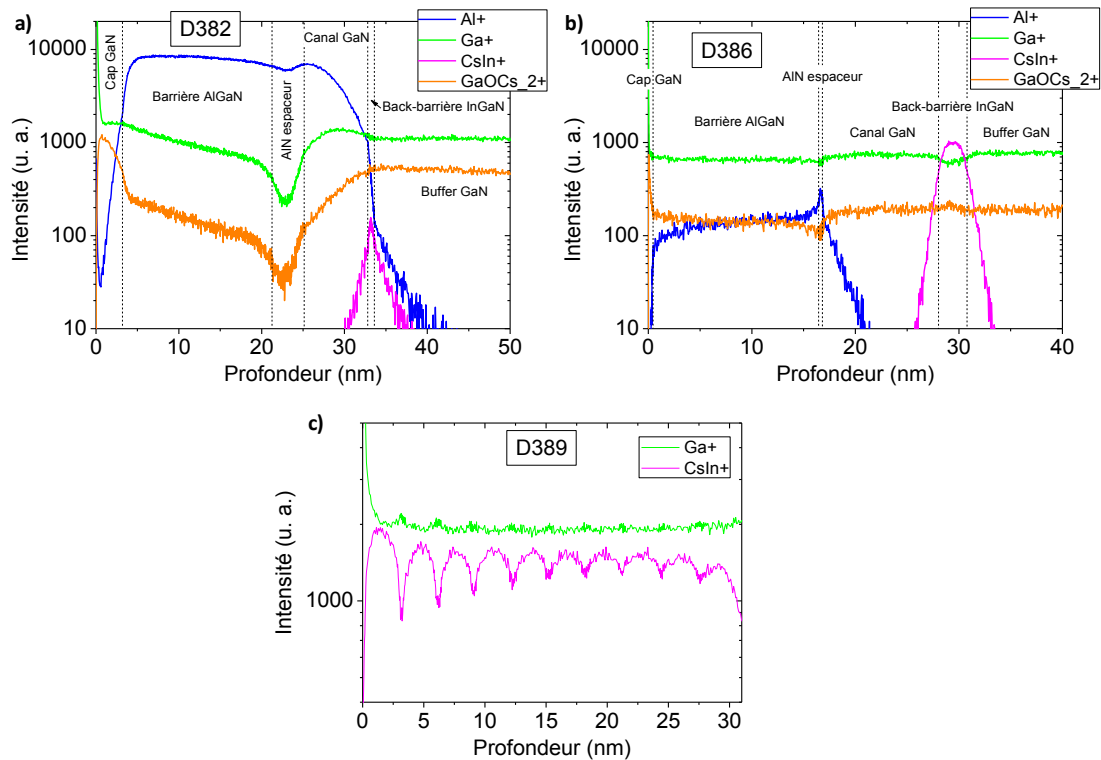 a)
D382
Al+
Ga+
CsIn+
GaOCs_2+
Cap GaN
Barrière AlGaN
AlN espaceur
Canal GaN
Back-barrière InGaN
Buffer GaN
Intensité (u. a.)
10000
1000
100
10
0 10 20 30 40 50
Profondeur (nm)
b)
D386
Al+
Ga+
CsIn+
GaOCs_2+
Cap GaN
AlN espaceur
Barrière AlGaN
Back-barrière InGaN
Canal GaN
Buffer GaN
Intensité (u. a.)
10000
1000
100
10
0 10 20 30 40
Profondeur (nm)
c)
D389
Ga+
CsIn+
Intensité (u. a.)
1000
0 5 10 15 20 25 30
Profondeur (nm)